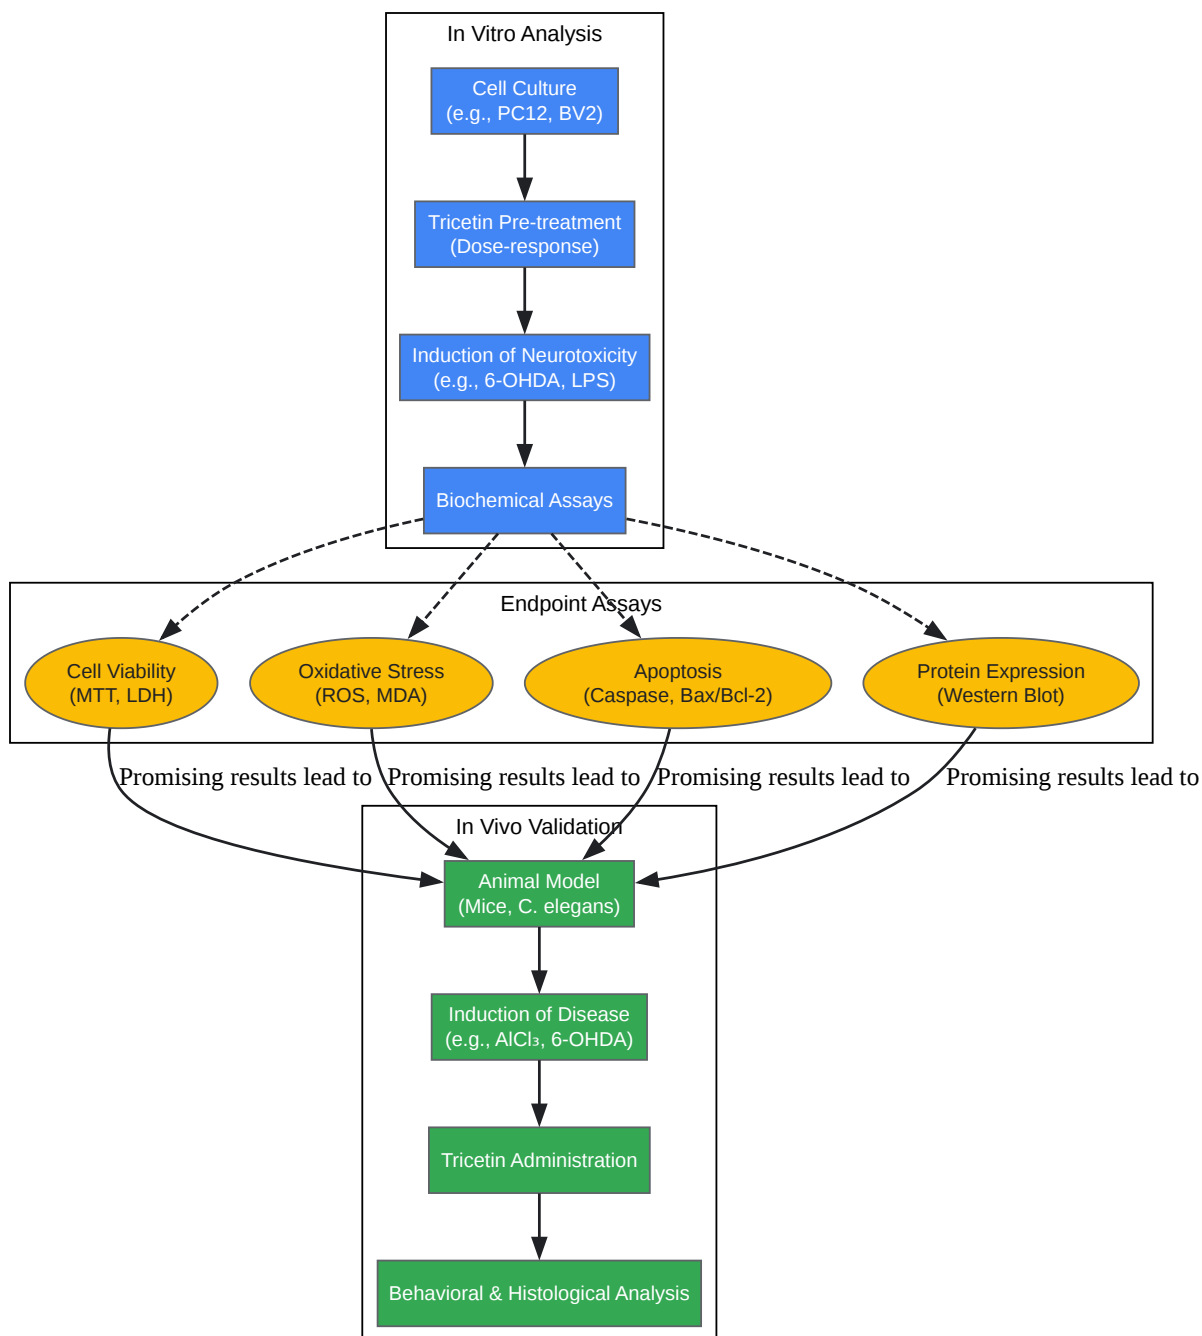 In Vitro Analysis
Cell Culture
(e.g., PC12, BV2)
Tricetin Pre-treatment
(Dose-response)
Induction of Neurotoxicity
(e.g., 6-OHDA, LPS)
Biochemical Assays
Endpoint Assays
Cell Viability
(MTT, LDH)
Oxidative Stress
(ROS, MDA)
Apoptosis
(Caspase, Bax/Bcl-2)
Protein Expression
(Western Blot)
Promising results lead to
Promising results lead to
Promising results lead to
Promising results lead to
In Vivo Validation
Animal Model
(Mice, C. elegans)
Induction of Disease
(e.g., AlCl₃, 6-OHDA)
Tricetin Administration
Behavioral & Histological Analysis